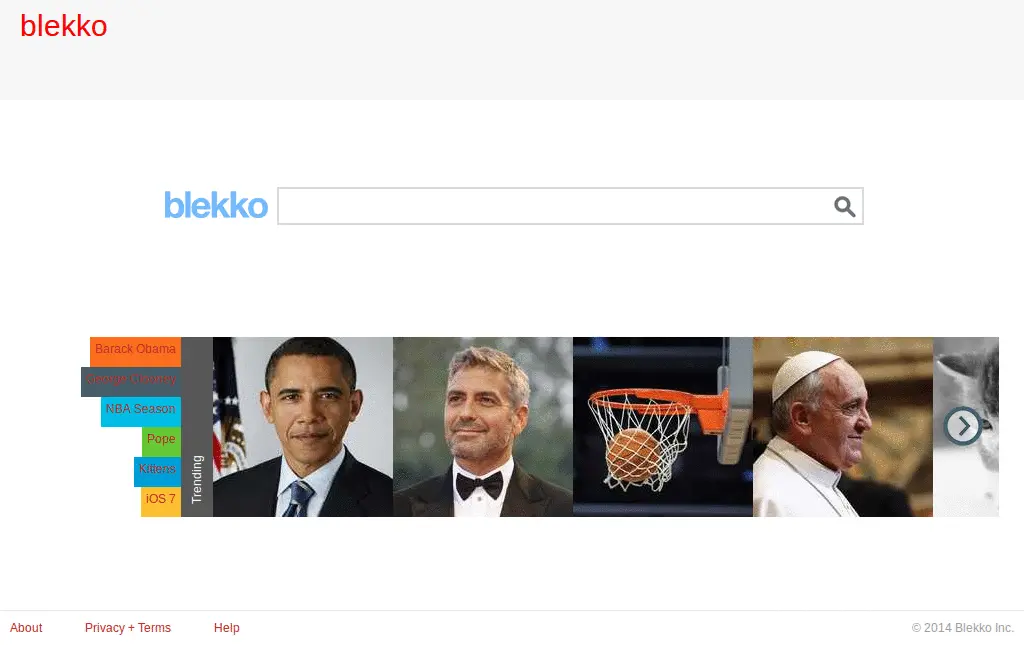 blekko
blekko
Barack Obama
George Clooney
NBA Season
Pope
Kittens
iOS 7
Trending
About
Privacy + Terms
Help
© 2014 Blekko Inc.